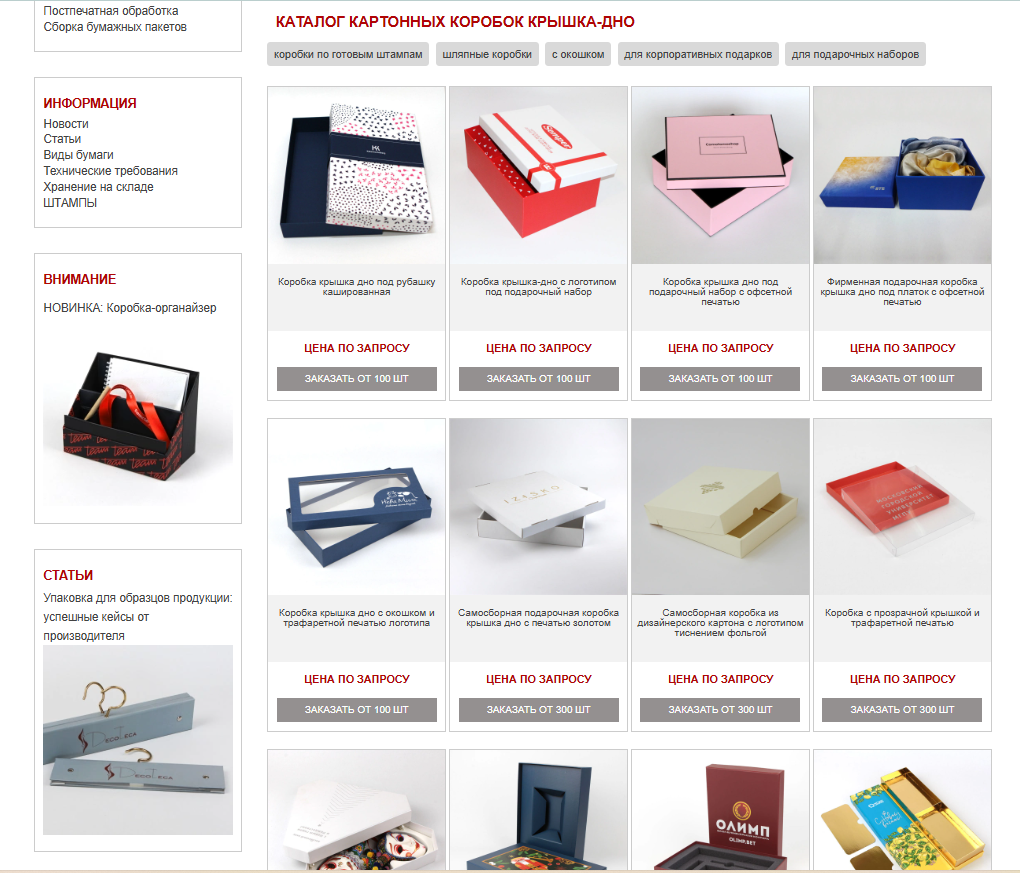 Постпечатная обработка
Сборка бумажных пакетов
ИНФОРМАЦИЯ
Новости
Статьи
Виды бумаги
Технические требования
Хранение на складе
ШТАМПЫ
ВНИМАНИЕ
НОВИНКА: Коробка-органайзер
СТАТЬИ
Упаковка для образцов продукции:
успешные кейсы от
производителя
DecoTeca
DecoTeca
КАТАЛОГ КАРТОННЫХ КОРОБОК КРЫШКА-ДНО
коробки по готовым штампам
шляпные коробки
с окошком
для корпоративных подарков
для подарочных наборов
Коробка крышка дно под рубашку
кашированная
ЦЕНА ПО ЗАПРОСУ
ЗАКАЗАТЬ ОТ 100 ШТ
Коробка крышка-дно с логотипом
под подарочный набор
ЦЕНА ПО ЗАПРОСУ
ЗАКАЗАТЬ ОТ 100 ШТ
Коробка крышка дно под
подарочный набор с офсетной
печатью
ЦЕНА ПО ЗАПРОСУ
ЗАКАЗАТЬ ОТ 100 ШТ
Фирменная подарочная коробка
крышка дно под платок с офсетной
печатью
ЦЕНА ПО ЗАПРОСУ
ЗАКАЗАТЬ ОТ 100 ШТ
Коробка крышка дно с окошком и
трафаретной печатью логотипа
ЦЕНА ПО ЗАПРОСУ
ЗАКАЗАТЬ ОТ 100 ШТ
Самосборная подарочная коробка
крышка дно с печатью золотом
ЦЕНА ПО ЗАПРОСУ
ЗАКАЗАТЬ ОТ 300 ШТ
Самосборная коробка из
дизайнерского картона с логотипом
тиснением фольгой
ЦЕНА ПО ЗАПРОСУ
ЗАКАЗАТЬ ОТ 300 ШТ
МОСКОВСКИЙ
ГОРОДСКОЙ
УНИВЕРСИТЕТ
МГПУ
Коробка с прозрачной крышкой и
трафаретной печатью
ЦЕНА ПО ЗАПРОСУ
ЗАКАЗАТЬ ОТ 300 ШТ
ОЛИМП
OLIMP.BET